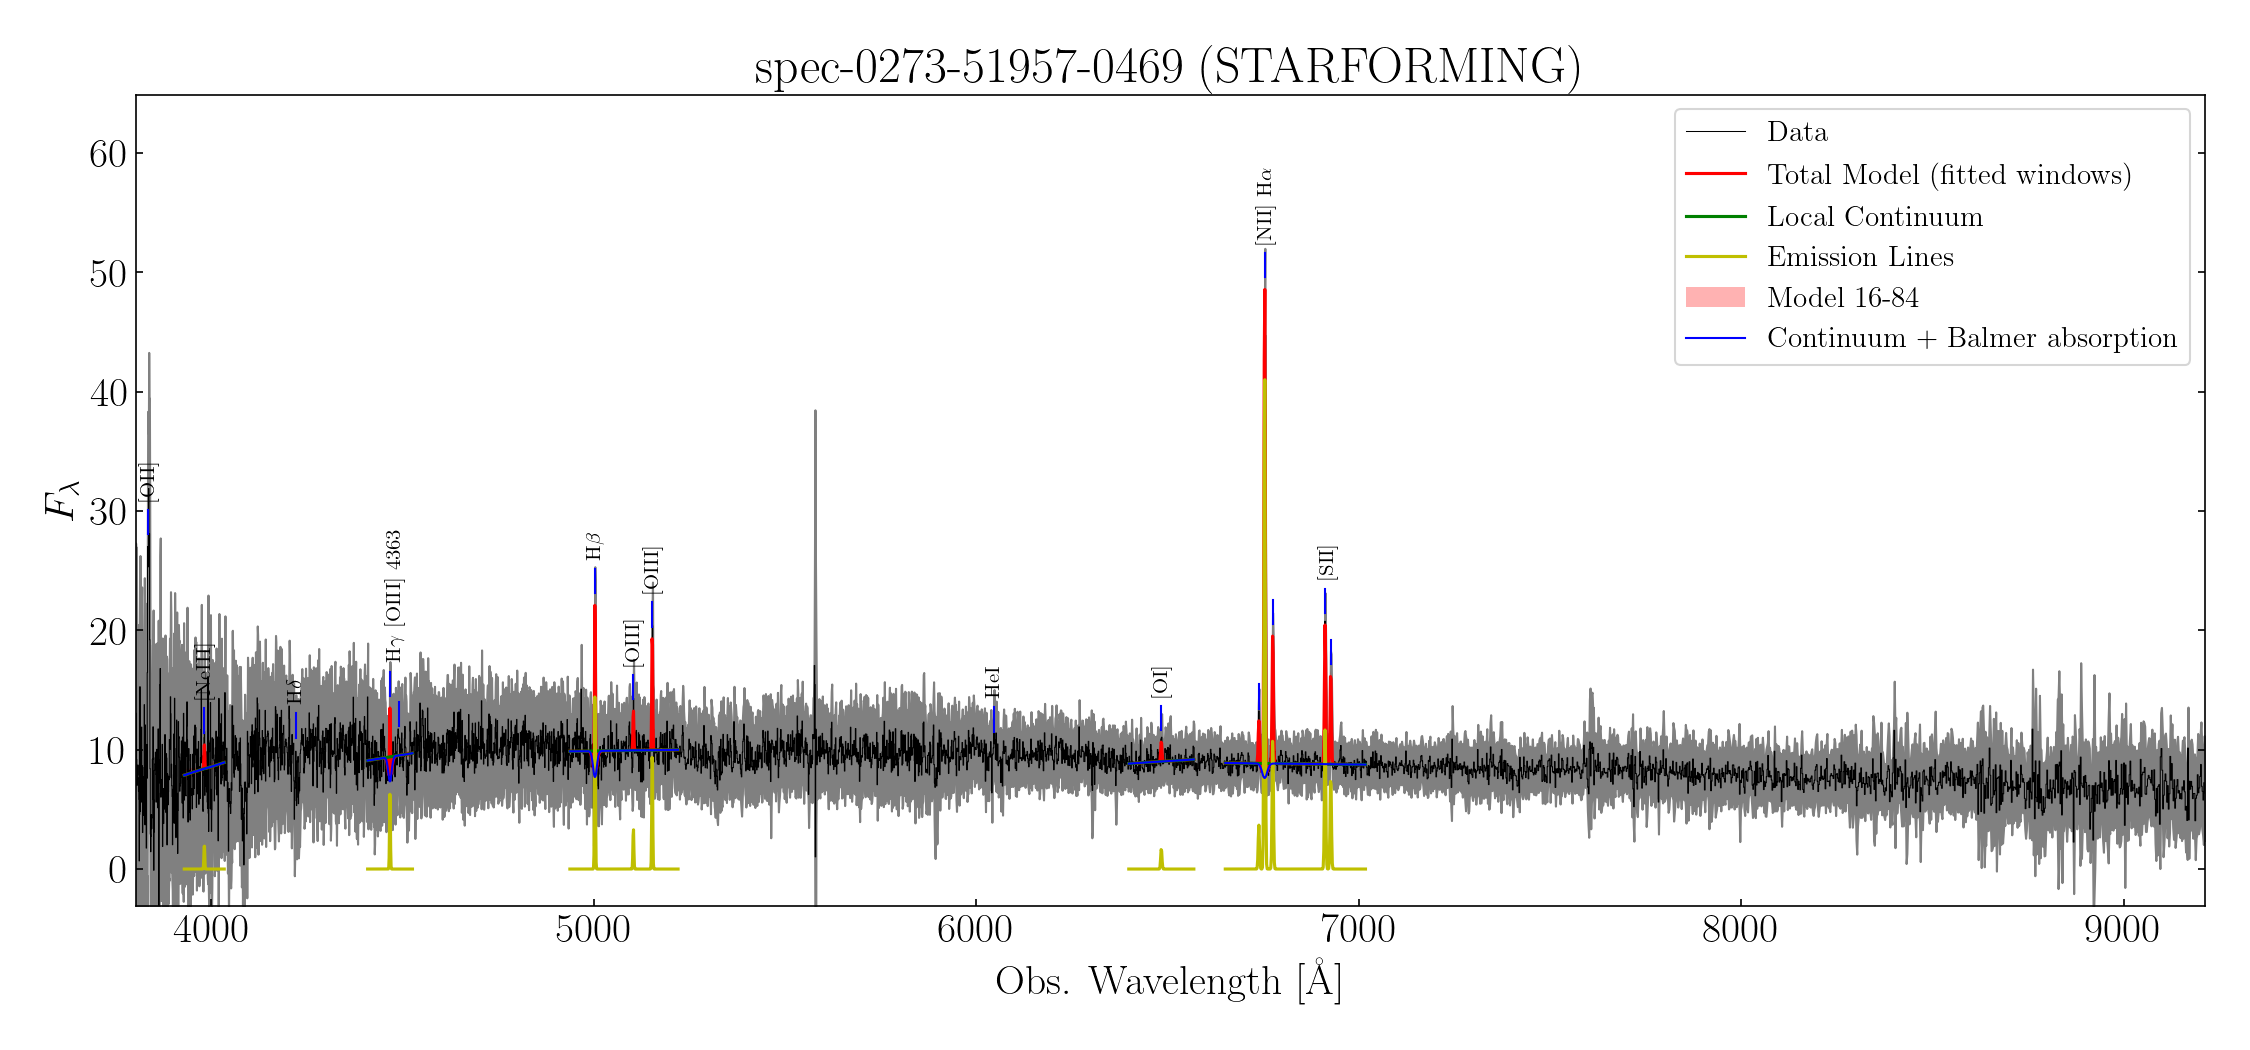 spec-0273-51957-0469 (STARFORMING)
Data
Total Model (fitted windows)
Local Continuum
Emission Lines
Model 16-84
Continuum + Balmer absorption
60
50
40
30
20
10
0
Fλ
[OII]
[NeIII]
Hδ
Hγ [OIII] 4363
Hβ
[OIII]
[OIII]
HeI
[OI]
[NII] Hα
[SII]
4000
5000
6000
7000
8000
9000
Obs. Wavelength [Å]